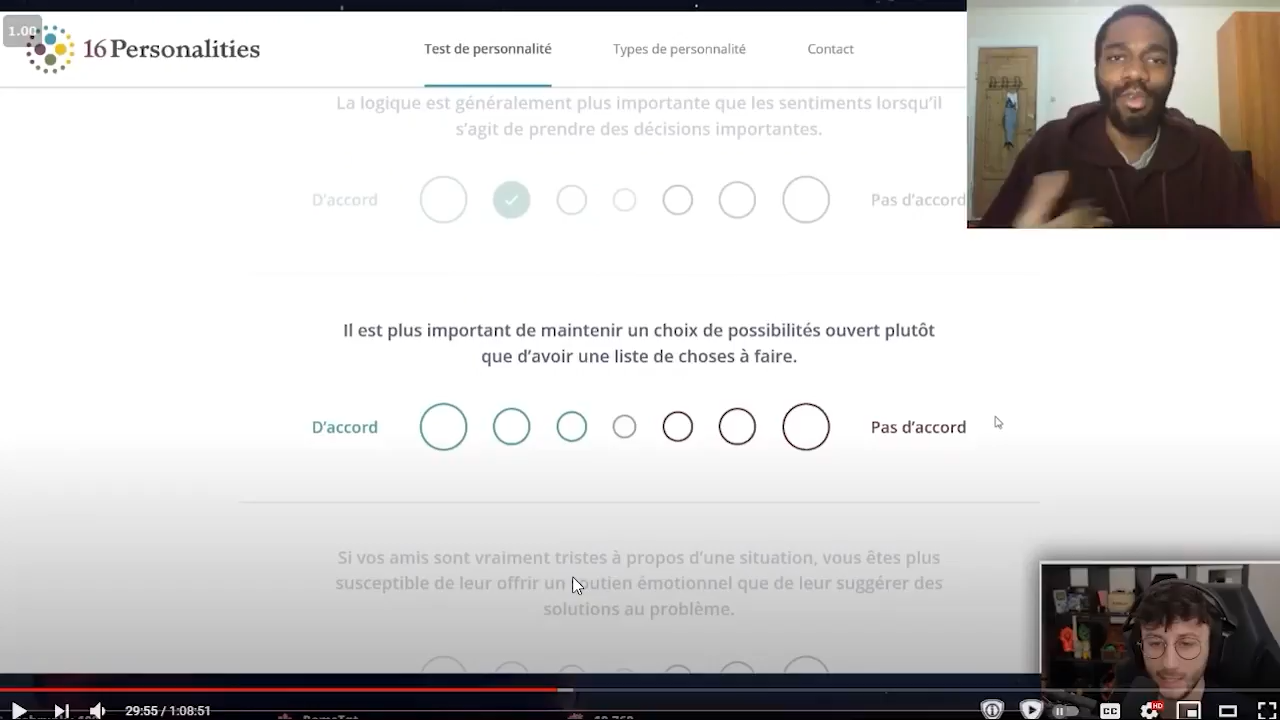 1.00
16Personalities
Test de personnalité
Types de personnalité
Contact
La logique est généralement plus importante que les sentiments lorsqu'il
s'agit de prendre des décisions importantes.
D'accord
Pas d'accord
Il est plus important de maintenir un choix de possibilités ouvert plutôt
que d'avoir une liste de choses à faire.
D'accord
Pas d'accord
Si vos amis sont vraiment tristes à propos d'une situation, vous êtes plus
susceptible de leur offrir un soutien émotionnel que de leur suggérer des
solutions au problème.
29:55 / 1:08:51
CC
HD